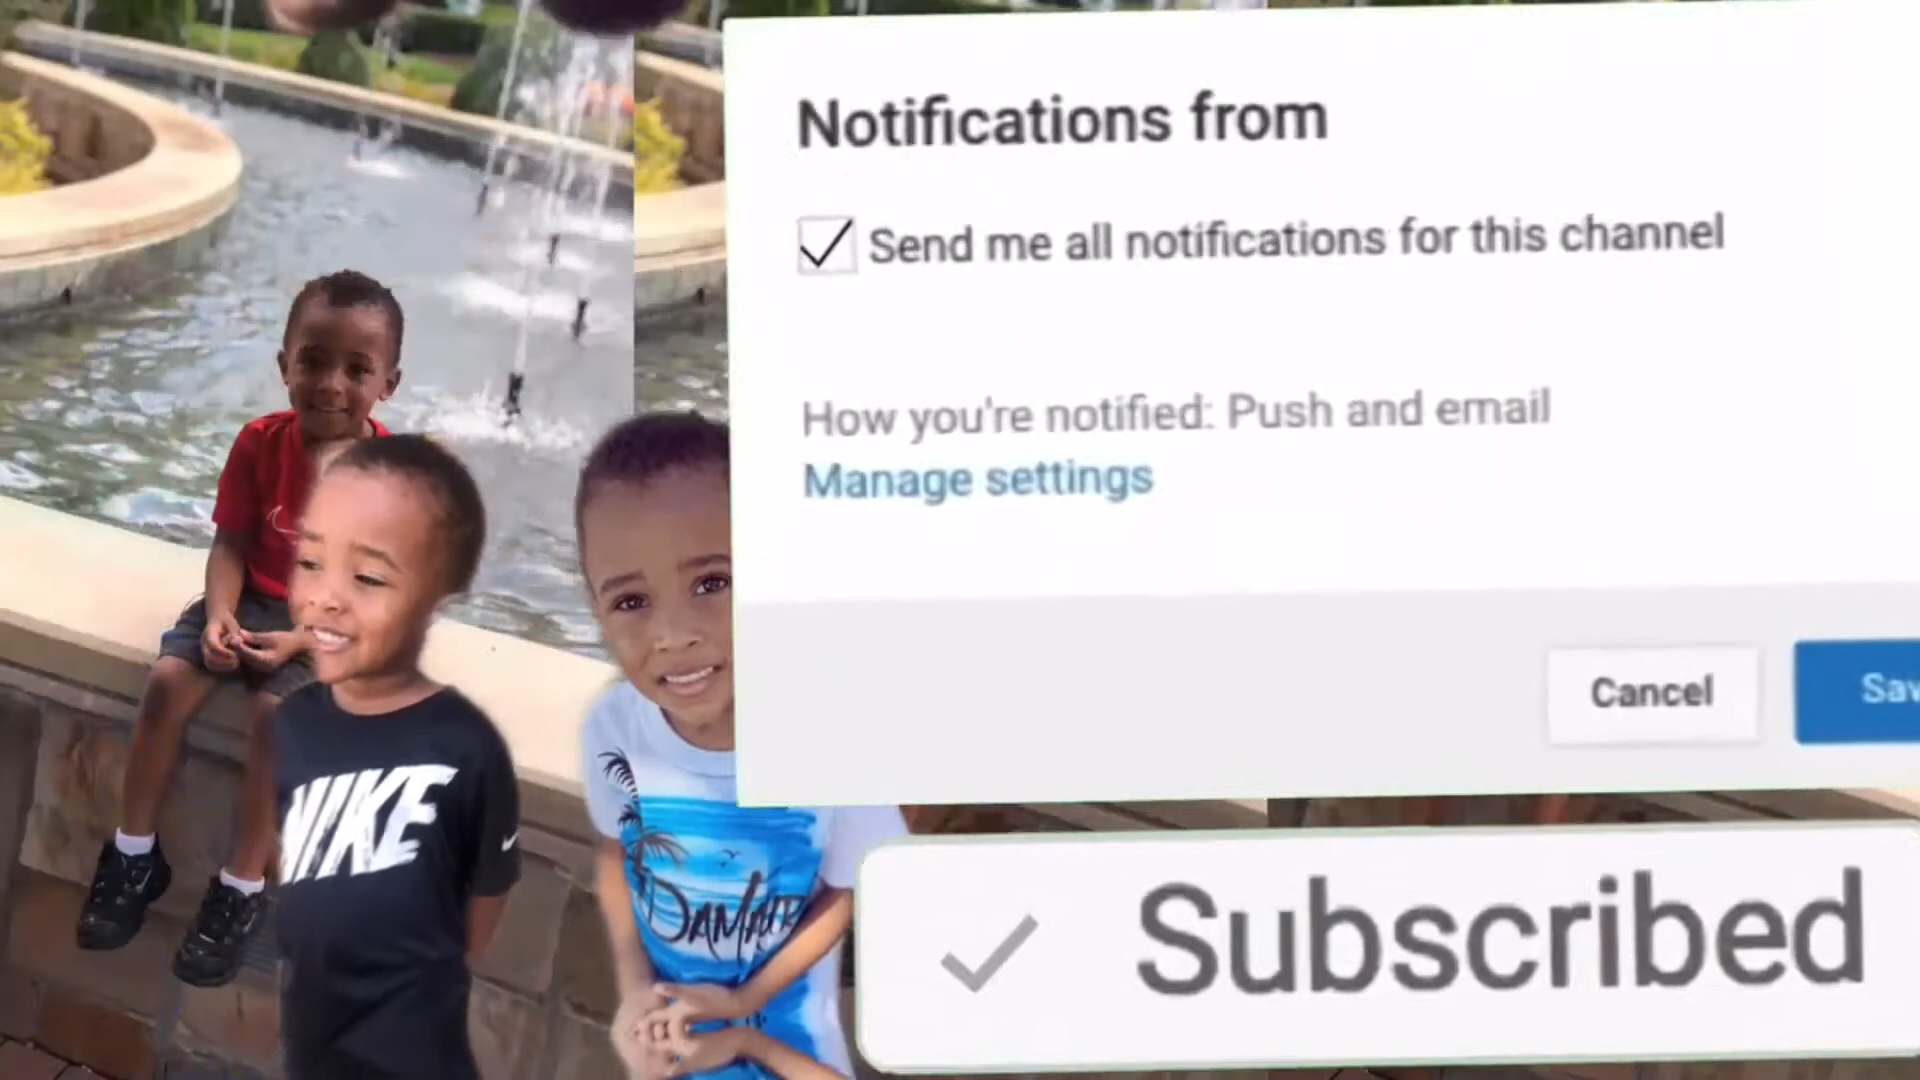 Notifications from
Send me all notifications for this channel
How you're notified: Push and email
Manage settings
Cancel
NIKE
Subscribed